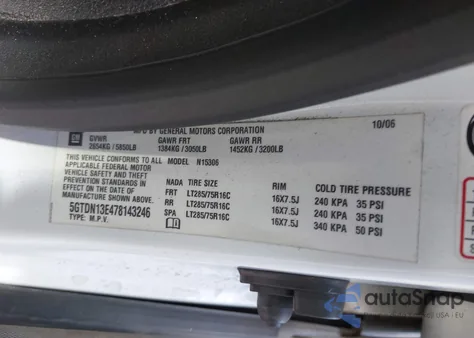 MFD BY GENERAL MOTORS CORPORATION
10/06
GM GVWR GAWR FRT GAWR RR
2654KG / 5850LB 1384KG / 3050LB 1452KG / 3200LB
THIS VEHICLE CONFORMS TO ALL MODEL N15306
APPLICABLE FEDERAL MOTOR
VEHICLE SAFETY AND THEFT
PREVENTION STANDARDS IN
EFFECT ON THE DATE OF
MANUFACTURE SHOWN ABOVE.
5GTDN13E478143246
TYPE: M.P.V.
NADA TIRE SIZE RIM COLD TIRE PRESSURE
FRT LT285/75R16C 16X7.5J 240 KPA 35 PSI
RR LT285/75R16C 16X7.5J 240 KPA 35 PSI
SPA LT285/75R16C 16X7.5J 340 KPA 50 PSI
autoSnap
USA | EU